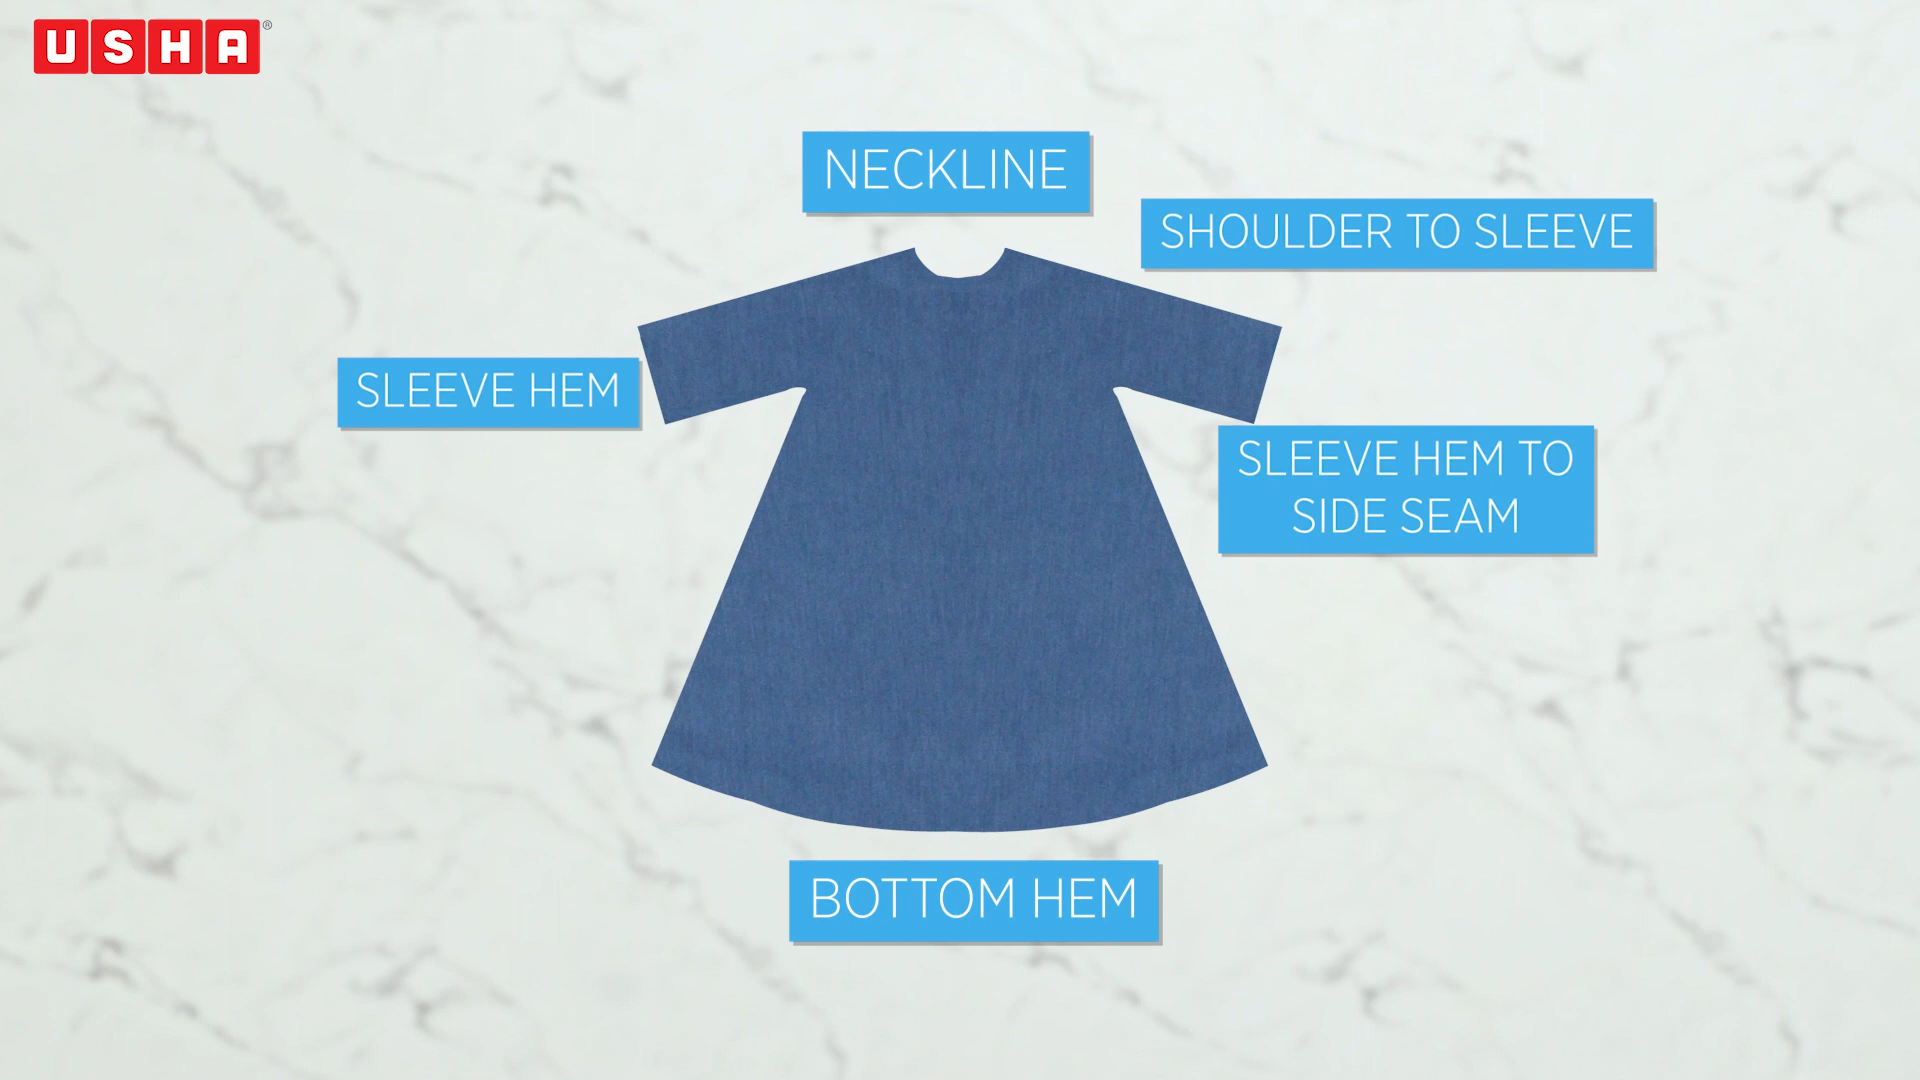 USHA®
NECKLINE
SHOULDER TO SLEEVE
SLEEVE HEM
SLEEVE HEM TO
SIDE SEAM
BOTTOM HEM